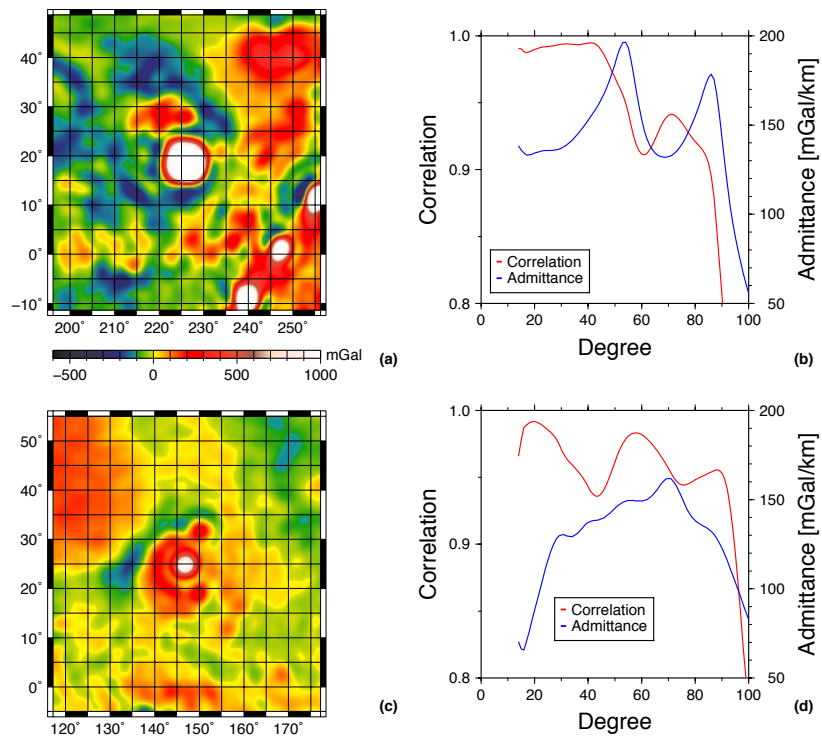 50˚
40˚
30˚
20˚
10˚
0˚
−10˚
200˚ 210˚ 220˚ 230˚ 240˚ 250˚
mGal
−500 0 500 1000
(a)
1.0
0.9
0.8
Correlation
200
150
100
50
Admittance [mGal/km]
Correlation
Admittance
0 20 40 60 80 100
Degree
(b)
50˚
40˚
30˚
20˚
10˚
0˚
120˚ 130˚ 140˚ 150˚ 160˚ 170˚
(c)
1.0
0.9
0.8
Correlation
200
150
100
50
Admittance [mGal/km]
Correlation
Admittance
0 20 40 60 80 100
Degree
(d)